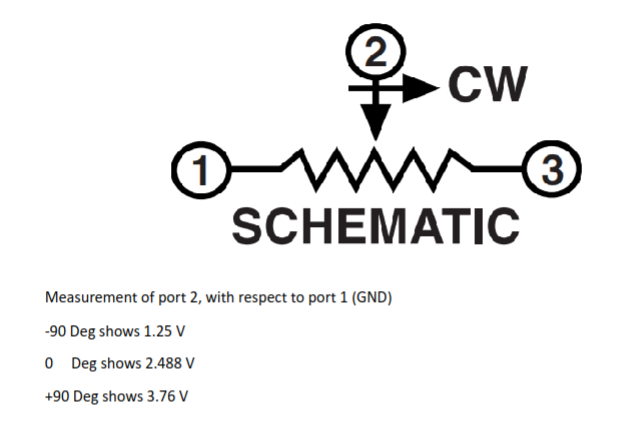 2
CW
1
3
SCHEMATIC
Measurement of port 2, with respect to port 1 (GND)
-90 Deg shows 1.25 V
0 Deg shows 2.488 V
+90 Deg shows 3.76 V